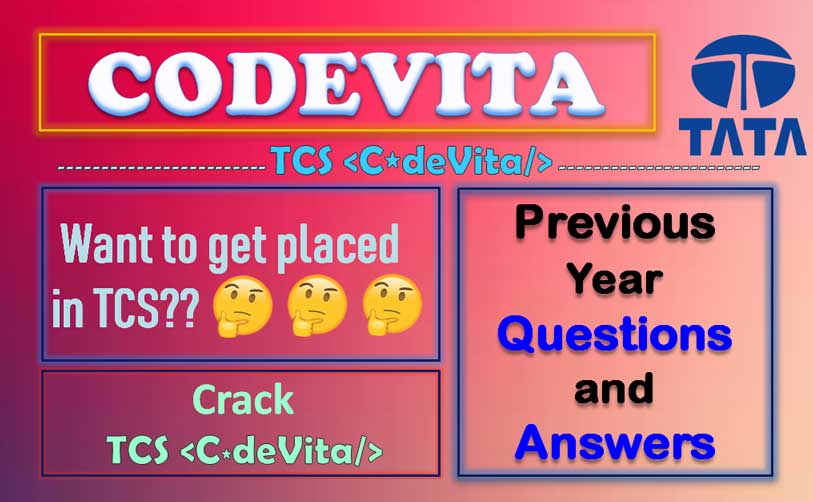 CODEVITA
TATA
TCS <C★deVita/>
Want to get placed
in TCS??
Crack
TCS <C★deVita/>
Previous
Year
Questions
and
Answers